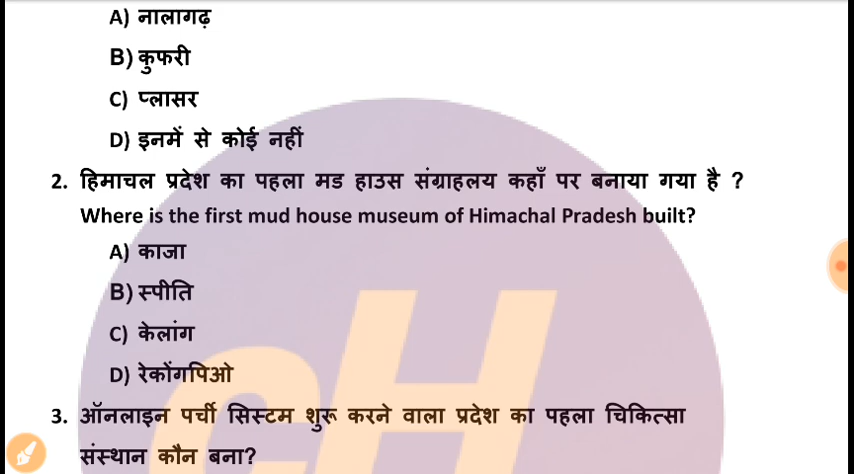 A) नालागढ़
B) कुफरी
C) प्लासर
D) इनमें से कोई नहीं
2. हिमाचल प्रदेश का पहला मड हाउस संग्राहलय कहाँ पर बनाया गया है ?
Where is the first mud house museum of Himachal Pradesh built?
A) काजा
B) स्पीति
C) केलांग
D) रेकोंगपिओ
3. ऑनलाइन पर्ची सिस्टम शुरू करने वाला प्रदेश का पहला चिकित्सा
संस्थान कौन बना?
cH